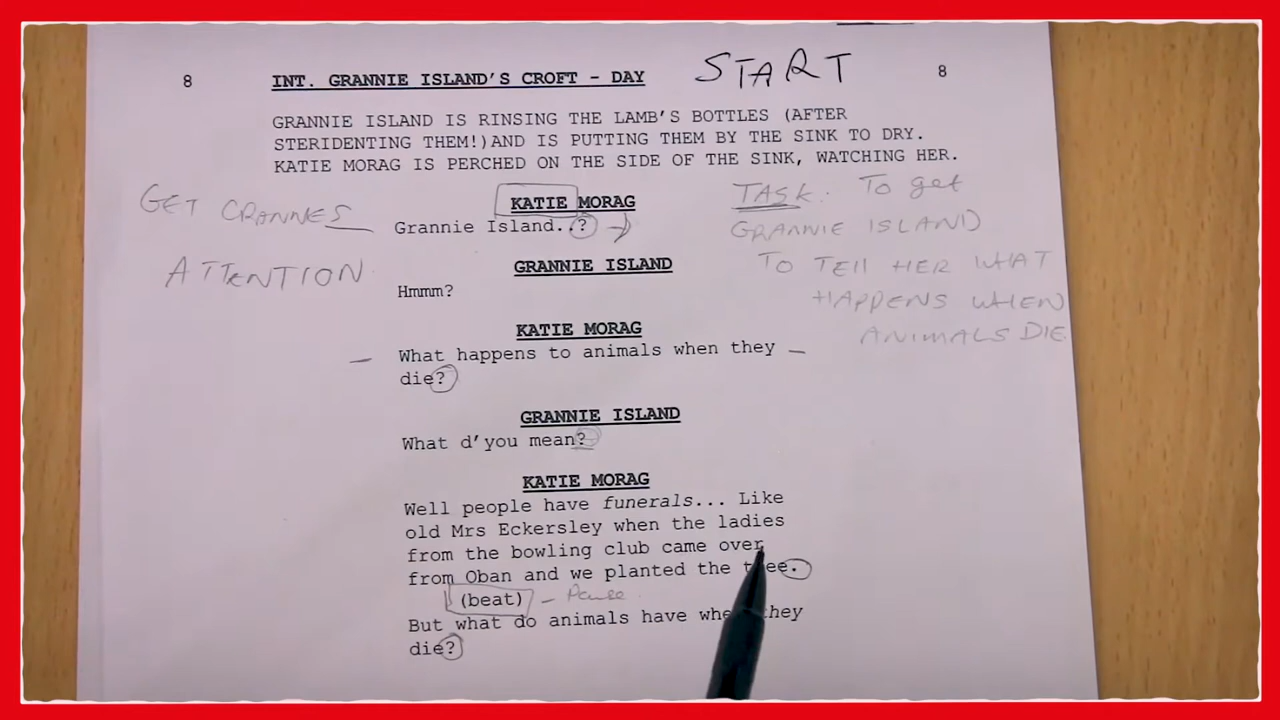 8 INT. GRANNIE ISLAND'S CROFT - DAY START 8
GRANNIE ISLAND IS RINSING THE LAMB'S BOTTLES (AFTER
STERIDENTING THEM!)AND IS PUTTING THEM BY THE SINK TO DRY.
KATIE MORAG IS PERCHED ON THE SIDE OF THE SINK, WATCHING HER.
GET GRANNES
ATTENTION
TASK: To get
GRANNIE ISLAND
TO TELL HER WHAT
HAPPENS WHEN
ANIMALS DIE
KATIE MORAG
Grannie Island..?
GRANNIE ISLAND
Hmmm?
KATIE MORAG
What happens to animals when they
die?
GRANNIE ISLAND
What d'you mean?
KATIE MORAG
Well people have funerals... Like
old Mrs Eckersley when the ladies
from the bowling club came over
from Oban and we planted the tree.
(beat) - Pause
But what do animals have when they
die?